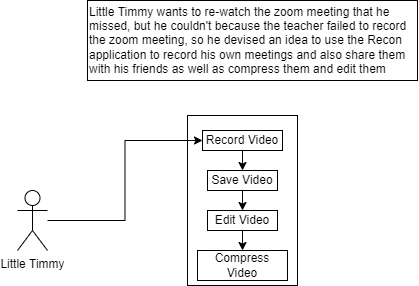 Little Timmy wants to re-watch the zoom meeting that he
missed, but he couldn't because the teacher failed to record
the zoom meeting, so he devised an idea to use the Recon
application to record his own meetings and also share them
with his friends as well as compress them and edit them
Record Video
Save Video
Edit Video
Compress
Video
Little Timmy